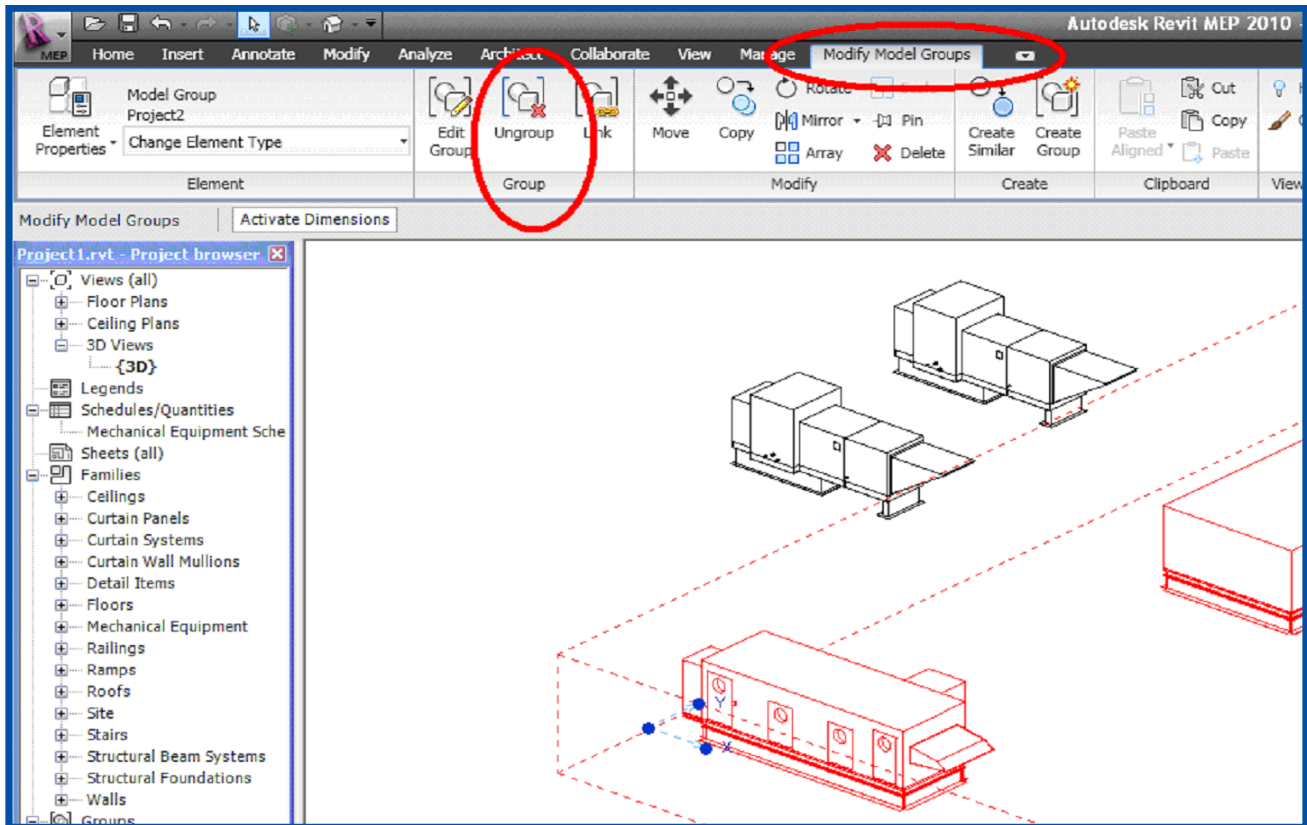 Autodesk Revit MEP 2010 -
MEP Home Insert Annotate Modify Analyze Architect Collaborate View Manage Modify Model Groups
Model Group
Project2
Element
Properties
Change Element Type
Edit
Group
Ungroup
Link
Move
Copy
Rotate
Mirror
Pin
Array
Delete
Create
Similar
Create
Group
Paste
Aligned
Cut
Copy
Paste
Element Group Modify Create Clipboard View
Modify Model Groups Activate Dimensions
Project1.rvt - Project browser
Views (all)
Floor Plans
Ceiling Plans
3D Views
{3D}
Legends
Schedules/Quantities
Mechanical Equipment Sche
Sheets (all)
Families
Ceilings
Curtain Panels
Curtain Systems
Curtain Wall Mullions
Detail Items
Floors
Mechanical Equipment
Railings
Ramps
Roofs
Site
Stairs
Structural Beam Systems
Structural Foundations
Walls
Groups
Y
X